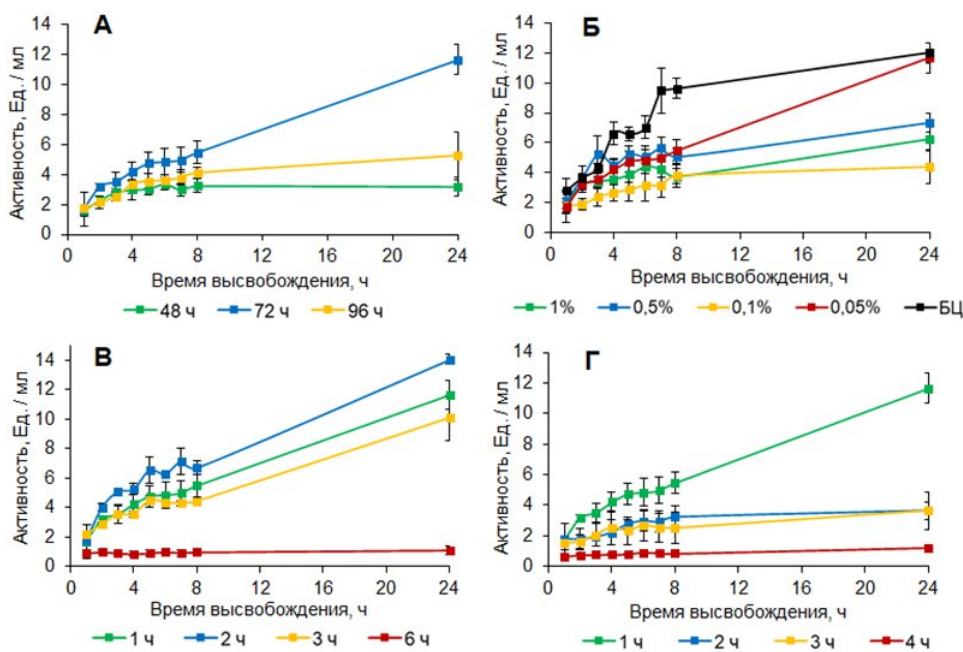 А
Активность, Ед. / мл
14
12
10
8
6
4
2
0
0 4 8 12 16 20 24
Время высвобождения, ч
48 ч 72 ч 96 ч
Б
Активность, Ед. / мл
14
12
10
8
6
4
2
0
0 4 8 12 16 20 24
Время высвобождения, ч
1% 0,5% 0,1% 0,05% БЦ
В
Активность, Ед. / мл
14
12
10
8
6
4
2
0
0 4 8 12 16 20 24
Время высвобождения, ч
1 ч 2 ч 3 ч 6 ч
Г
Активность, Ед. / мл
14
12
10
8
6
4
2
0
0 4 8 12 16 20 24
Время высвобождения, ч
1 ч 2 ч 3 ч 4 ч